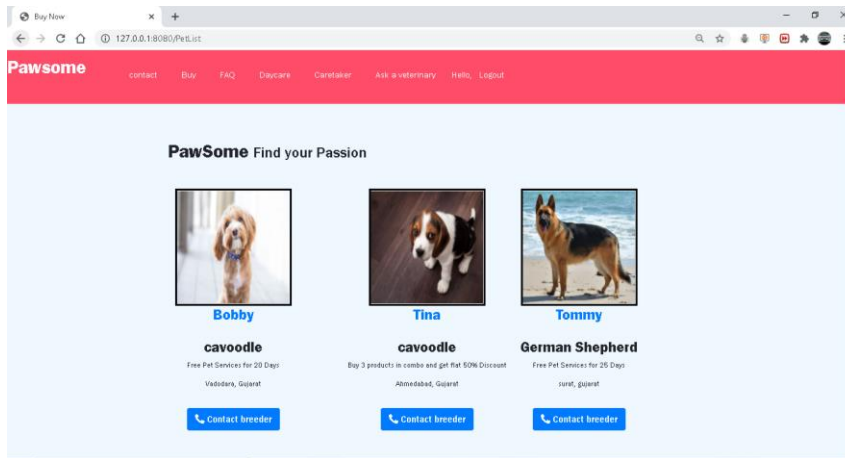 Buy Now
127.0.0.1:8080/PetList
Pawsome
contact Buy FAQ Daycare Caretaker Ask a veterinary Hello, Logout
PawSome Find your Passion
Bobby Tina Tommy
cavoodle cavoodle German Shepherd
Free Pet Services for 20 Days Buy 3 products in combo and get flat 50% Discount Free Pet Services for 25 Days
Vadodara, Gujarat Ahmedabad, Gujarat surat, gujarat
Contact breeder Contact breeder Contact breeder